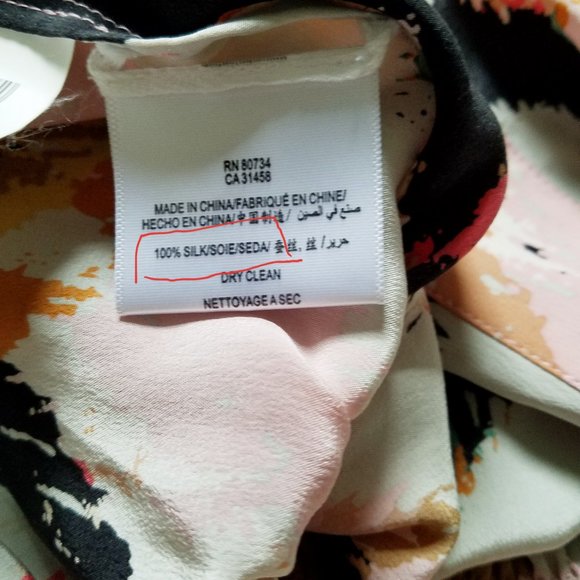 RN 80734
CA 31458
MADE IN CHINA/FABRIQUÉ EN CHINE/
HECHO EN CHINA/中国制造/ صنع في الصين
100% SILK/SOIE/SEDA/蚕丝, 丝/ حرير
DRY CLEAN
NETTOYAGE A SEC